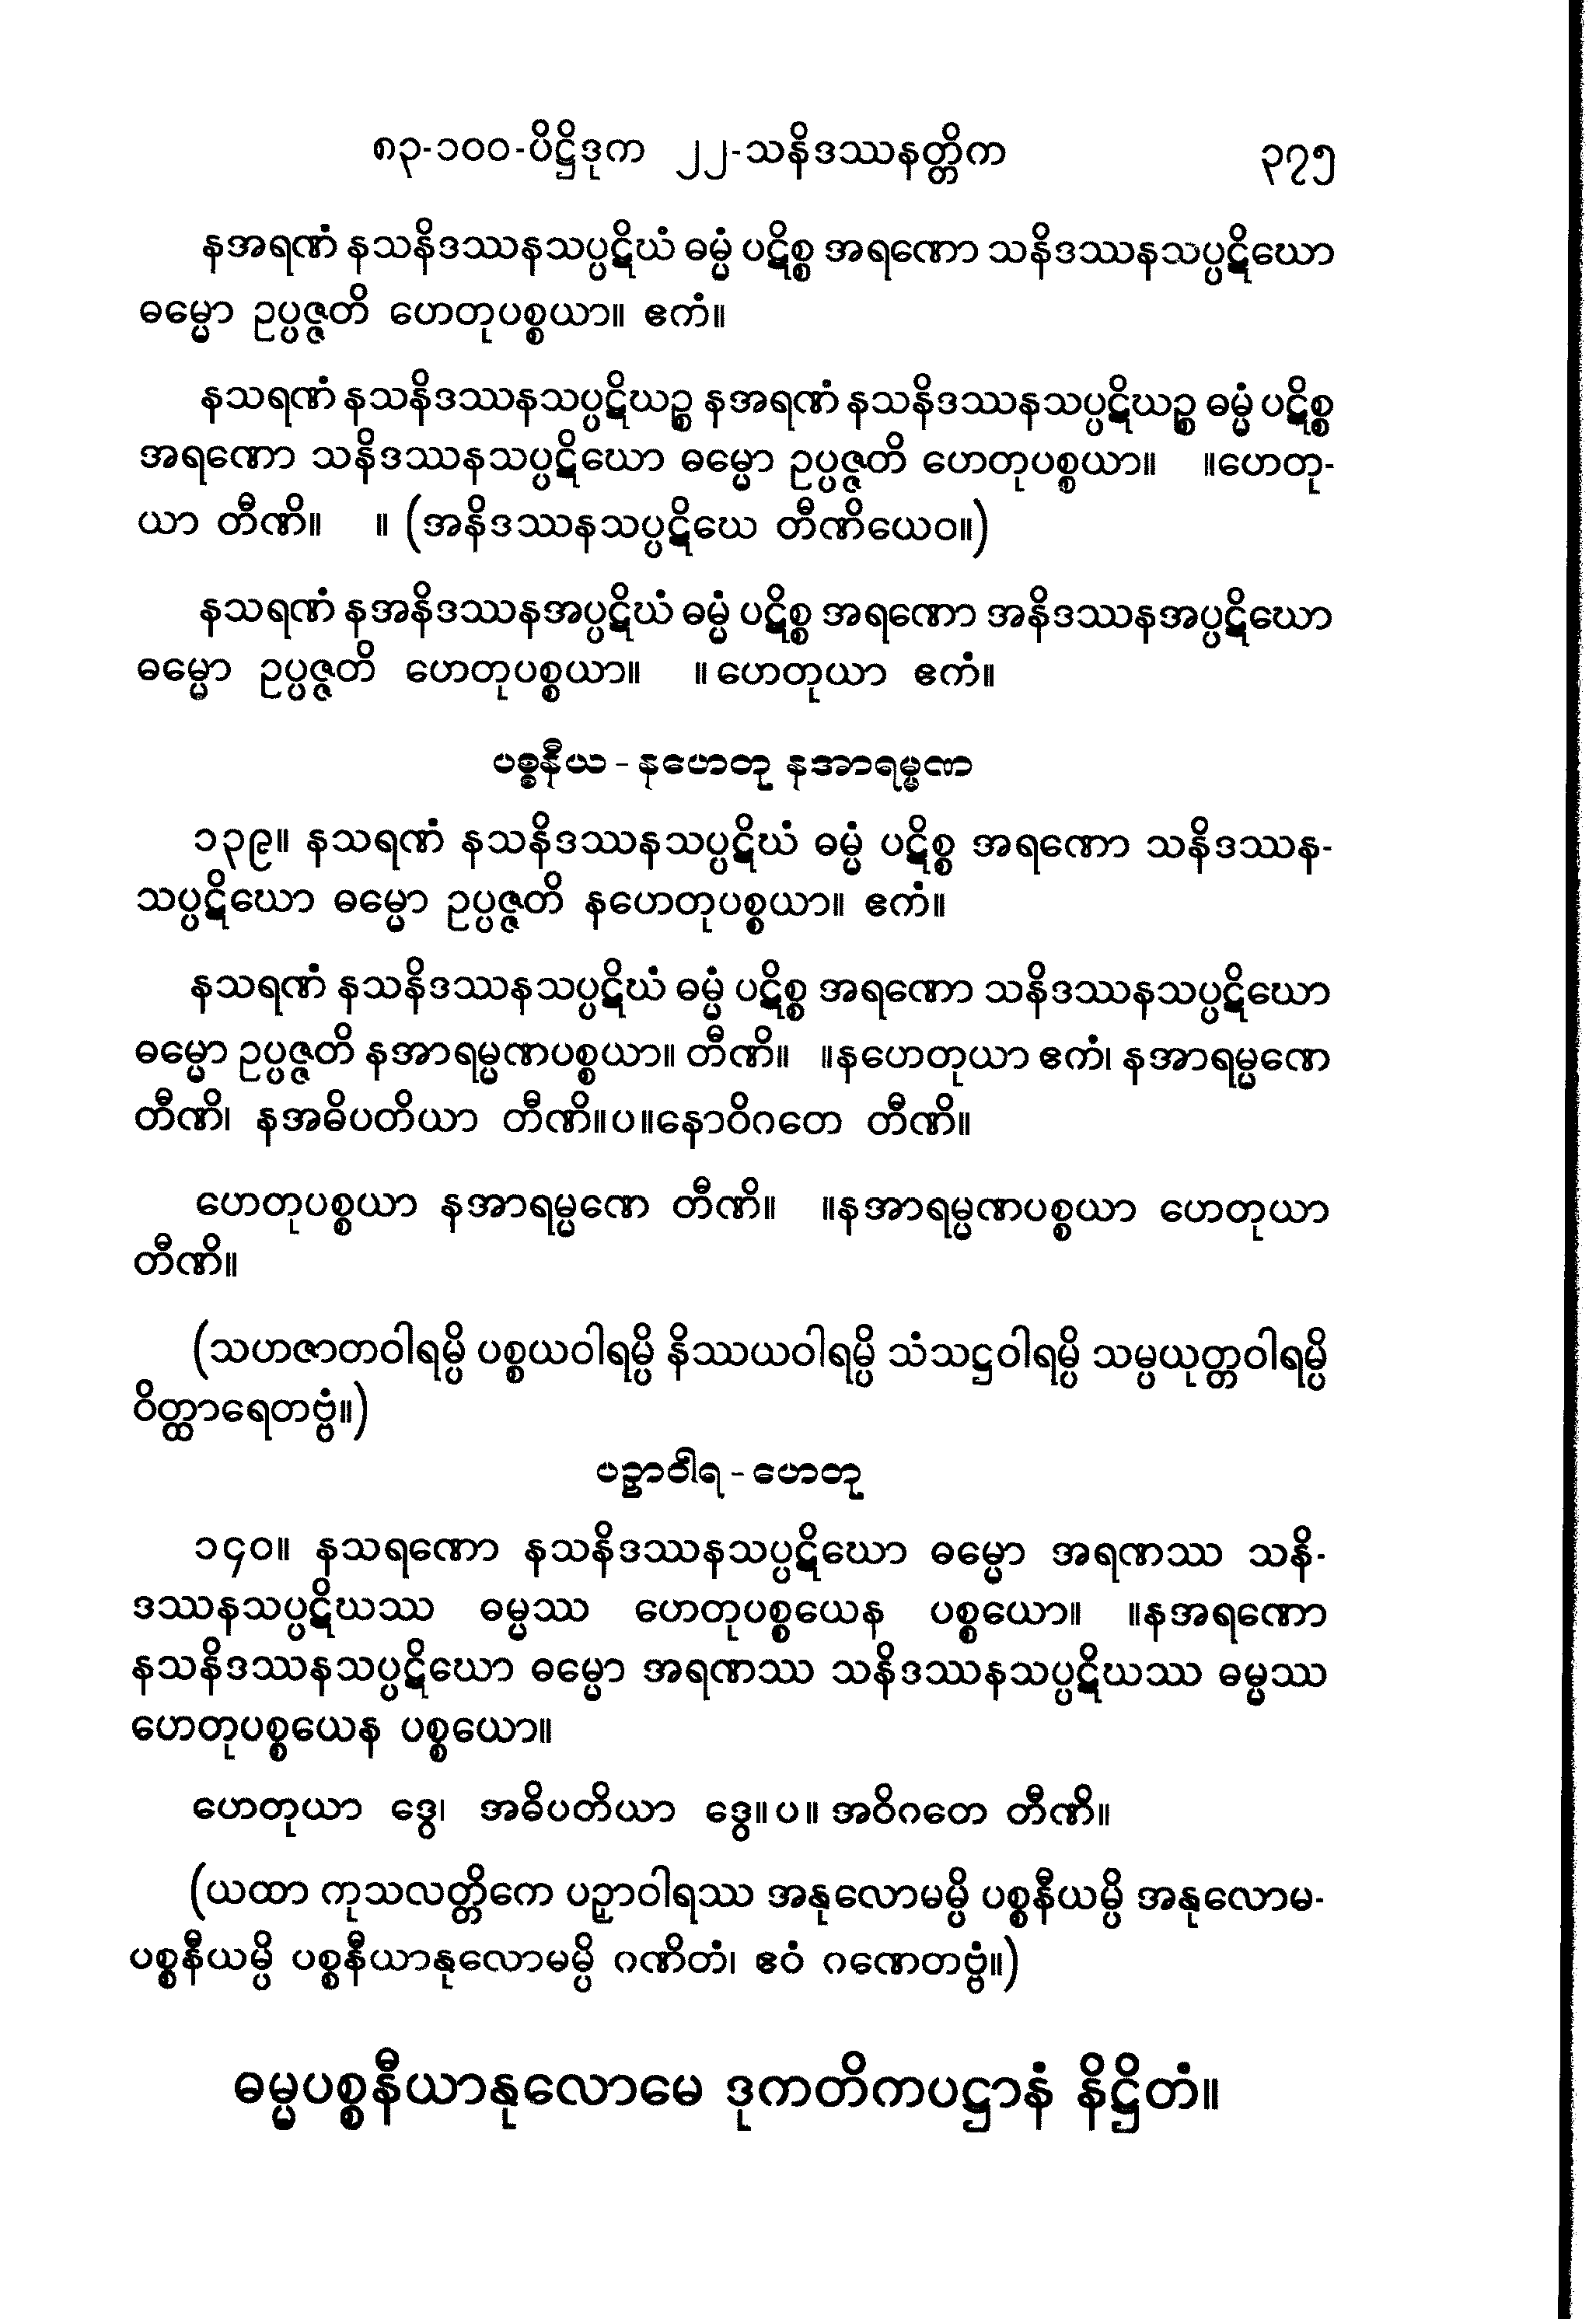 ၈၃-၁၀၀-ပိဋ္ဌိဒုက ၂၂-သနိဒဿနတ္တိက ၃၇၅
နအရဏံ နသနိဒဿနသပ္ပဋိဃံ ဓမ္မံ ပဋိစ္စ အရဏော သနိဒဿနသပ္ပဋိဃော
ဓမ္မော ဥပ္ပဇ္ဇတိ ဟေတုပစ္စယာ။ ဧကံ။
နသရဏံ နသနိဒဿနသပ္ပဋိဃဉ္စ နအရဏံ နသနိဒဿနသပ္ပဋိဃဉ္စ ဓမ္မံ ပဋိစ္စ
အရဏော သနိဒဿနသပ္ပဋိဃော ဓမ္မော ဥပ္ပဇ္ဇတိ ဟေတုပစ္စယာ။ ။ဟေတု-
ယာ တီဏိ။ ။ (အနိဒဿနသပ္ပဋိဃေ တီဏိယေဝ။)
နသရဏံ နအနိဒဿနအပ္ပဋိဃံ ဓမ္မံ ပဋိစ္စ အရဏော အနိဒဿနအပ္ပဋိဃော
ဓမ္မော ဥပ္ပဇ္ဇတိ ဟေတုပစ္စယာ။ ။ ဟေတုယာ ဧကံ။
ပစ္စနီယ - နဟေတု နအာရမ္မဏ
၁၃၉။ နသရဏံ နသနိဒဿနသပ္ပဋိဃံ ဓမ္မံ ပဋိစ္စ အရဏော သနိဒဿန-
သပ္ပဋိဃော ဓမ္မော ဥပ္ပဇ္ဇတိ နဟေတုပစ္စယာ။ ဧကံ။
နသရဏံ နသနိဒဿနသပ္ပဋိဃံ ဓမ္မံ ပဋိစ္စ အရဏော သနိဒဿနသပ္ပဋိဃော
ဓမ္မော ဥပ္ပဇ္ဇတိ နအာရမ္မဏပစ္စယာ။ တီဏိ။ ။နဟေတုယာ ဧကံ၊ နအာရမ္မဏေ
တီဏိ၊ နအဓိပတိယာ တီဏိ။ပ။နောဝိဂတေ တီဏိ။
ဟေတုပစ္စယာ နအာရမ္မဏေ တီဏိ။ ။နအာရမ္မဏပစ္စယာ ဟေတုယာ
တီဏိ။
(သဟဇာတဝါရမ္ပိ ပစ္စယဝါရမ္ပိ နိဿယဝါရမ္ပိ သံသဋ္ဌဝါရမ္ပိ သမ္ပယုတ္တဝါရမ္ပိ
ဝိတ္ထာရေတဗ္ဗံ။)
ပဉှာဝါရ - ဟေတု
၁၄၀။ နသရဏော နသနိဒဿနသပ္ပဋိဃော ဓမ္မော အရဏဿ သနိ-
ဒဿနသပ္ပဋိဃဿ ဓမ္မဿ ဟေတုပစ္စယေန ပစ္စယော။ ။နအရဏော
နသနိဒဿနသပ္ပဋိဃော ဓမ္မော အရဏဿ သနိဒဿနသပ္ပဋိဃဿ ဓမ္မဿ
ဟေတုပစ္စယေန ပစ္စယော။
ဟေတုယာ ဒွေ၊ အဓိပတိယာ ဒွေ။ ပ။ အဝိဂတေ တီဏိ။
(ယထာ ကုသလတ္တိကေ ပဉှာဝါရဿ အနုလောမမ္ပိ ပစ္စနီယမ္ပိ အနုလောမ-
ပစ္စနီယမ္ပိ ပစ္စနီယာနုလောမမ္ပိ ဂဏိတံ၊ ဧဝံ ဂဏေတဗ္ဗံ။)
ဓမ္မပစ္စနီယာနုလောမေ ဒုကတိကပဋ္ဌာနံ နိဋ္ဌိတံ။